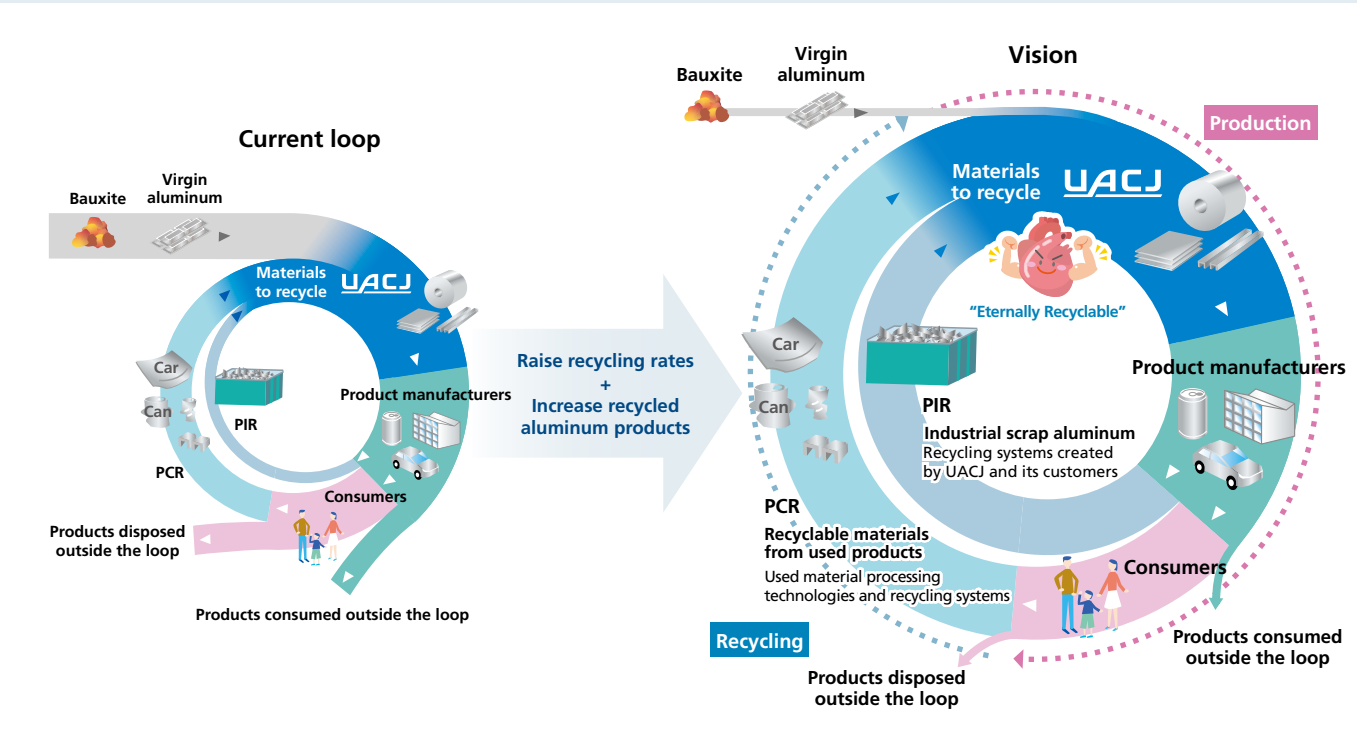 Current loop
Bauxite
Virgin
aluminum
Materials
to recycle
UACJ
Car
Can
PIR
PCR
Product manufacturers
Consumers
Products disposed
outside the loop
Products consumed outside the loop
Raise recycling rates
+
Increase recycled
aluminum products
Vision
Bauxite
Virgin
aluminum
Production
Materials
to recycle
UACJ
“Eternally Recyclable”
Car
Can
Product manufacturers
PIR
Industrial scrap aluminum
Recycling systems created
by UACJ and its customers
PCR
Recyclable materials
from used products
Used material processing
technologies and recycling systems
Consumers
Recycling
Products disposed
outside the loop
Products consumed
outside the loop